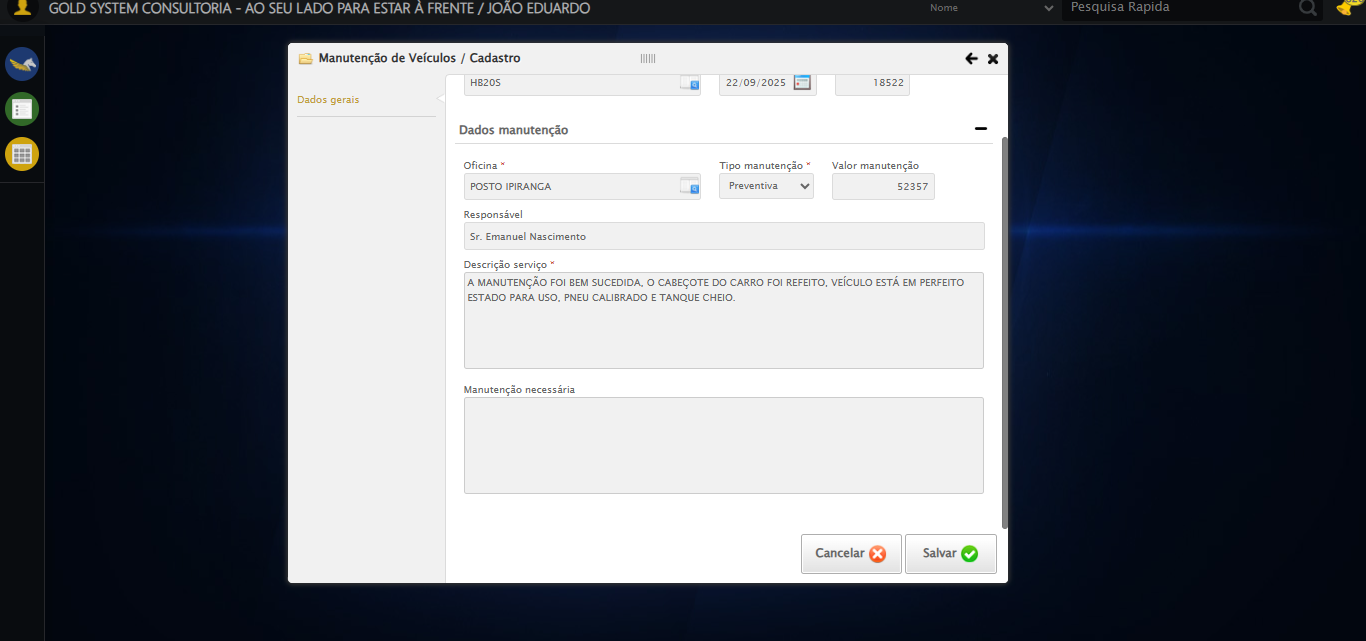 GOLD SYSTEM CONSULTORIA - AO SEU LADO PARA ESTAR À FRENTE / JOÃO EDUARDO
Nome
Pesquisa Rapida
Manutenção de Veículos / Cadastro
Dados gerais
HB20S
22/09/2025
18522
Dados manutenção
Oficina *
Tipo manutenção *
Valor manutenção
POSTO IPIRANGA
Preventiva
52357
Responsável
Sr. Emanuel Nascimento
Descrição serviço *
A MANUTENÇÃO FOI BEM SUCEDIDA, O CABEÇOTE DO CARRO FOI REFEITO, VEÍCULO ESTÁ EM PERFEITO
ESTADO PARA USO, PNEU CALIBRADO E TANQUE CHEIO.
Manutenção necessária
Cancelar
Salvar